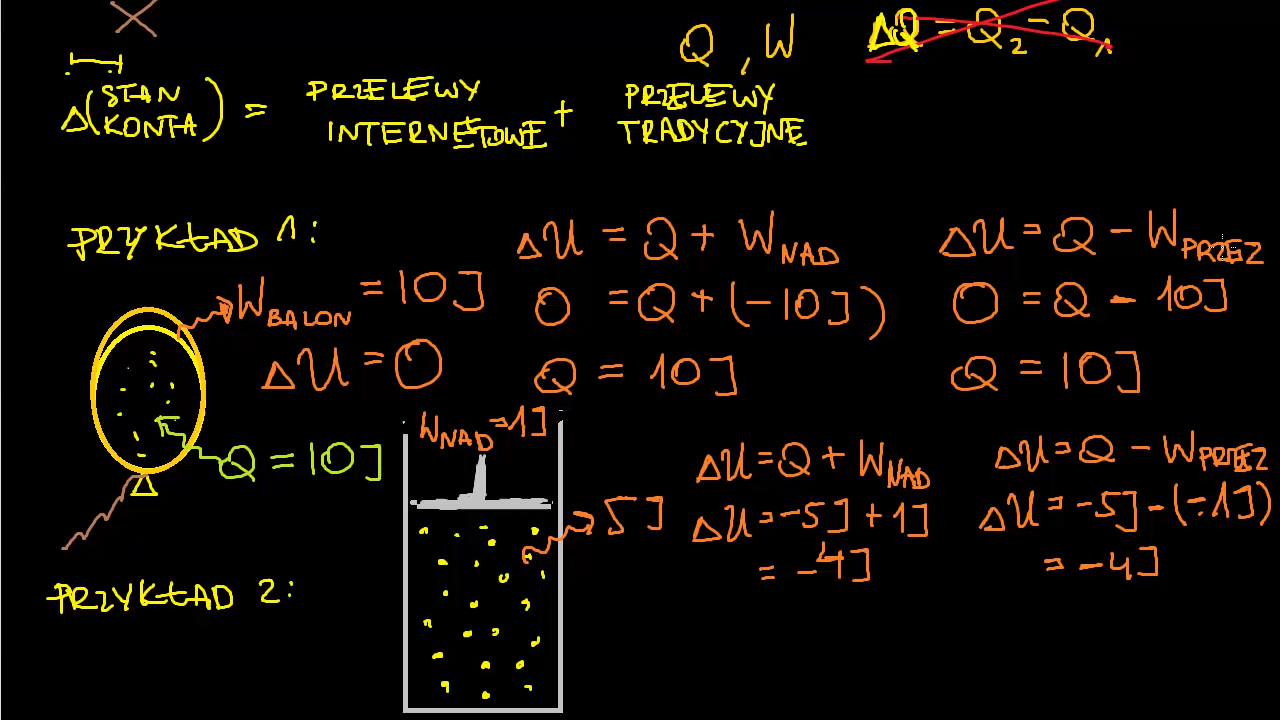 Q , W
ΔQ = Q₂ - Q₁
Δ(STAN KONTA) = PRZELEWY INTERNETOWE + PRZELEWY TRADYCYJNE
PRZYKŁAD 1:
W_BALON = 10J
ΔU = 0
Q = 10J
ΔU = Q + W_NAD
0 = Q + (-10J)
Q = 10J
ΔU = Q - W_PRZEZ
0 = Q - 10J
Q = 10J
PRZYKŁAD 2:
W_NAD = 1J
5J
ΔU = Q + W_NAD
ΔU = -5J + 1J
= -4J
ΔU = Q - W_PRZEZ
ΔU = -5J - (-1J)
= -4J